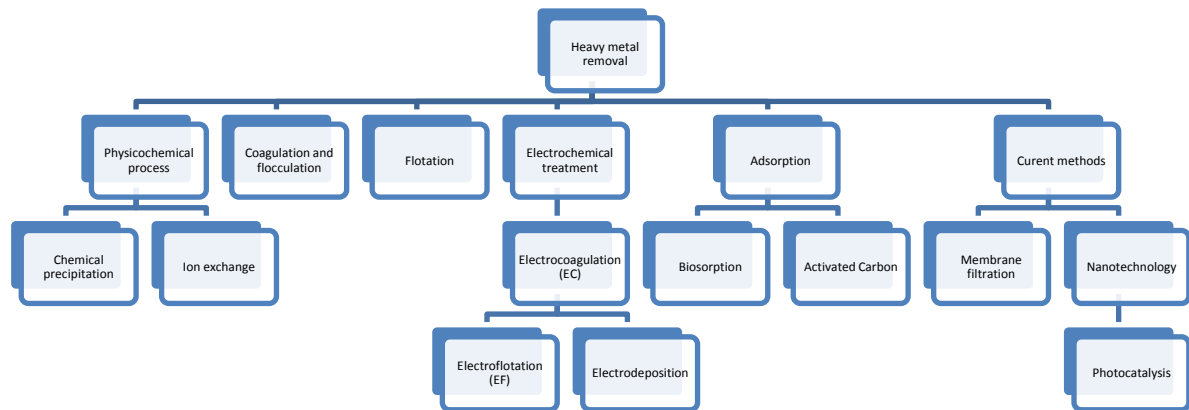 Heavy metal
removal
Physicochemical
process
Coagulation and
flocculation
Flotation
Electrochemical
treatment
Adsorption
Curent methods
Chemical
precipitation
Ion exchange
Electrocoagulation
(EC)
Biosorption
Activated Carbon
Membrane
filtration
Nanotechnology
Electroflotation
(EF)
Electrodeposition
Photocatalysis